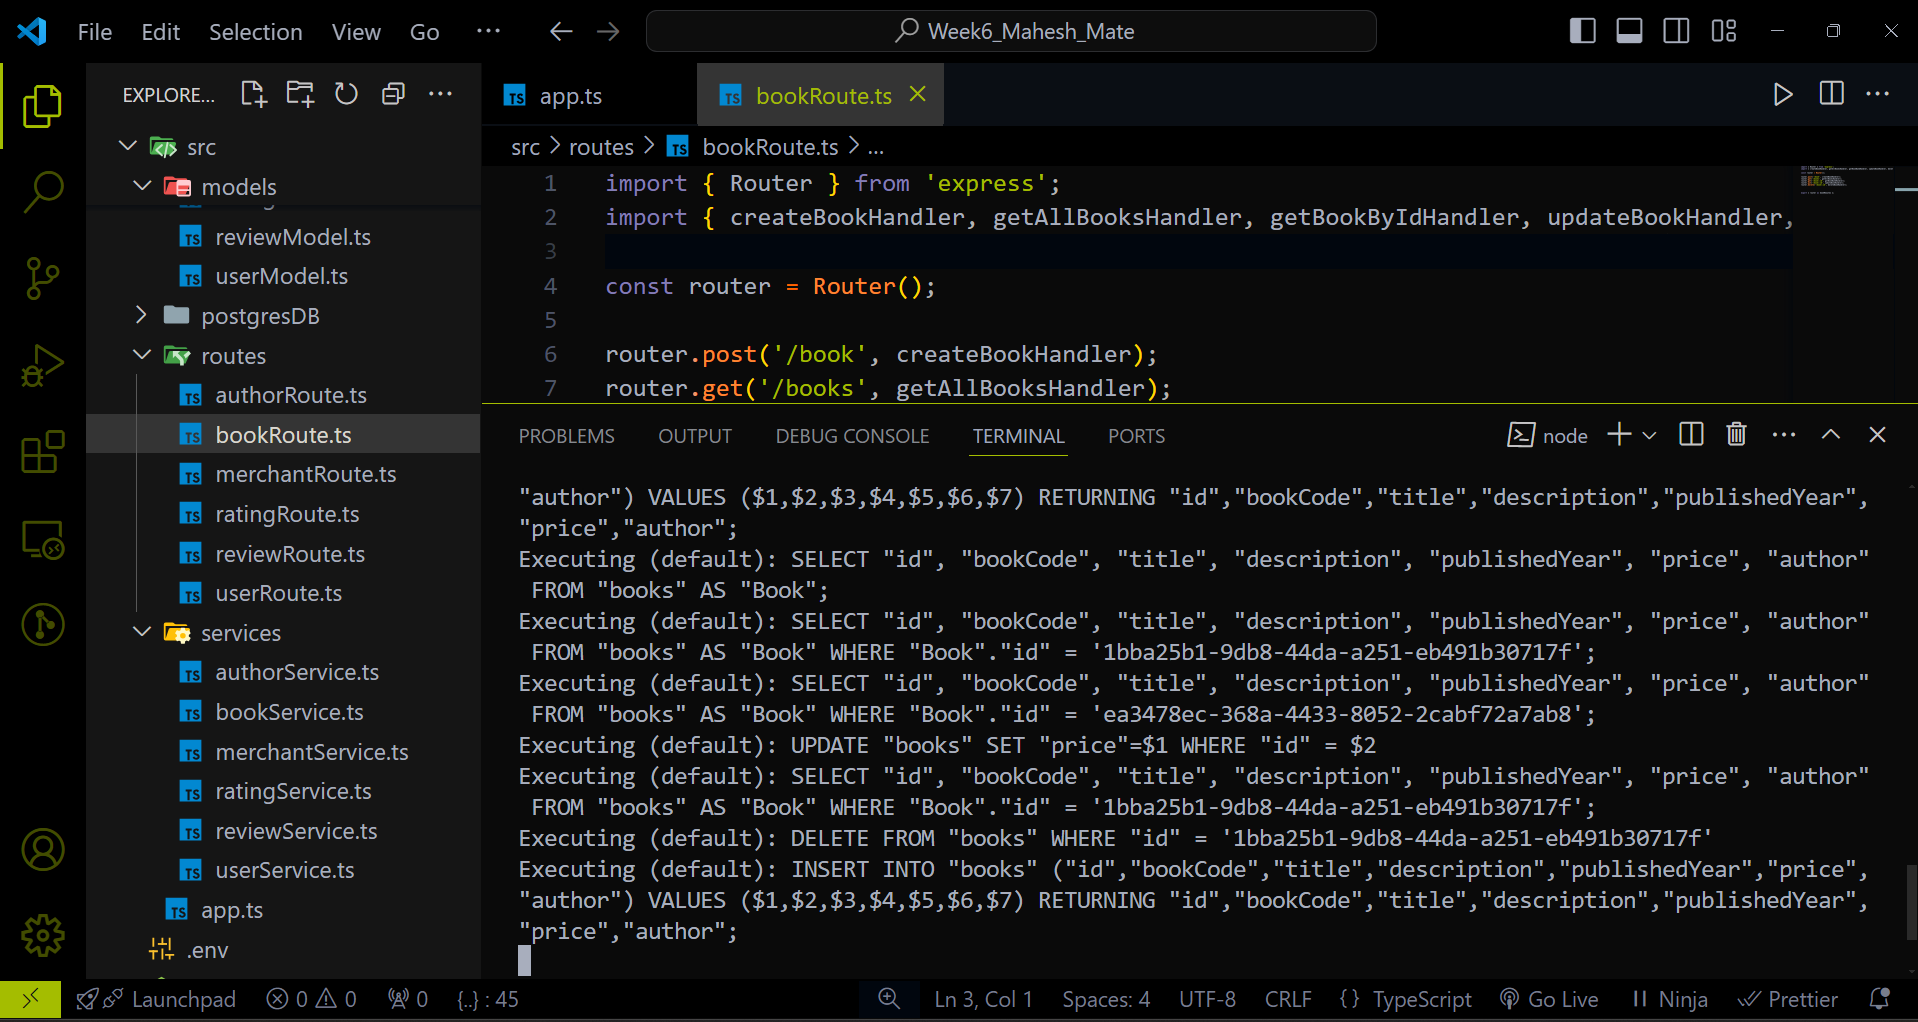 File Edit Selection View Go ... Week6_Mahesh_Mate
EXPLORE... ...
src
models
reviewModel.ts
userModel.ts
postgresDB
routes
authorRoute.ts
bookRoute.ts
merchantRoute.ts
ratingRoute.ts
reviewRoute.ts
userRoute.ts
services
authorService.ts
bookService.ts
merchantService.ts
ratingService.ts
reviewService.ts
userService.ts
app.ts
.env
app.ts bookRoute.ts
src > routes > bookRoute.ts > ...
1 import { Router } from 'express';
2 import { createBookHandler, getAllBooksHandler, getBookByIdHandler, updateBookHandler,
3
4 const router = Router();
5
6 router.post('/book', createBookHandler);
7 router.get('/books', getAllBooksHandler);
PROBLEMS OUTPUT DEBUG CONSOLE TERMINAL PORTS node
"author") VALUES ($1,$2,$3,$4,$5,$6,$7) RETURNING "id","bookCode","title","description","publishedYear",
"price","author";
Executing (default): SELECT "id", "bookCode", "title", "description", "publishedYear", "price", "author"
FROM "books" AS "Book";
Executing (default): SELECT "id", "bookCode", "title", "description", "publishedYear", "price", "author"
FROM "books" AS "Book" WHERE "Book"."id" = '1bba25b1-9db8-44da-a251-eb491b30717f';
Executing (default): SELECT "id", "bookCode", "title", "description", "publishedYear", "price", "author"
FROM "books" AS "Book" WHERE "Book"."id" = 'ea3478ec-368a-4433-8052-2cabf72a7ab8';
Executing (default): UPDATE "books" SET "price"=$1 WHERE "id" = $2
Executing (default): SELECT "id", "bookCode", "title", "description", "publishedYear", "price", "author"
FROM "books" AS "Book" WHERE "Book"."id" = '1bba25b1-9db8-44da-a251-eb491b30717f';
Executing (default): DELETE FROM "books" WHERE "id" = '1bba25b1-9db8-44da-a251-eb491b30717f'
Executing (default): INSERT INTO "books" ("id","bookCode","title","description","publishedYear","price",
"author") VALUES ($1,$2,$3,$4,$5,$6,$7) RETURNING "id","bookCode","title","description","publishedYear",
"price","author";
Launchpad 0 0 0 {..} : 45 Ln 3, Col 1 Spaces: 4 UTF-8 CRLF {} TypeScript Go Live Ninja Prettier